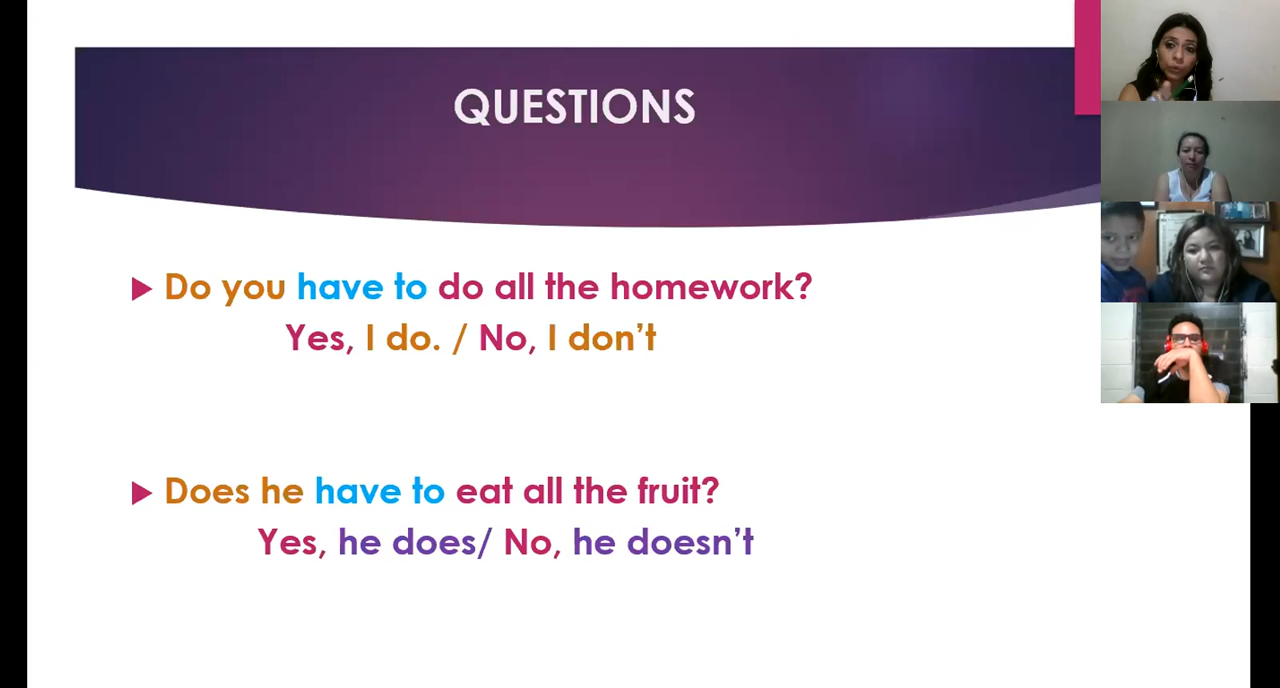 QUESTIONS
Do you have to do all the homework?
Yes, I do. / No, I don’t
Does he have to eat all the fruit?
Yes, he does/ No, he doesn’t